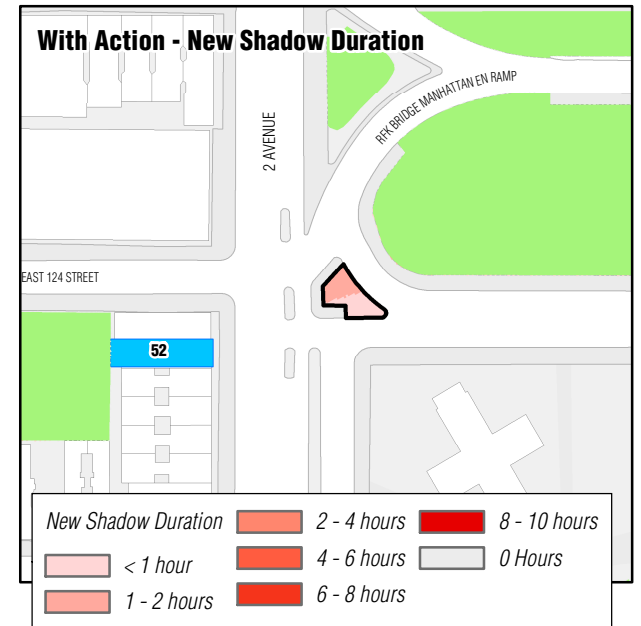 With Action - New Shadow Duration
2 AVENUE
RFK BRIDGE MANHATTAN EN RAMP
EAST 124 STREET
52
New Shadow Duration
< 1 hour
1 - 2 hours
2 - 4 hours
4 - 6 hours
6 - 8 hours
8 - 10 hours
0 Hours